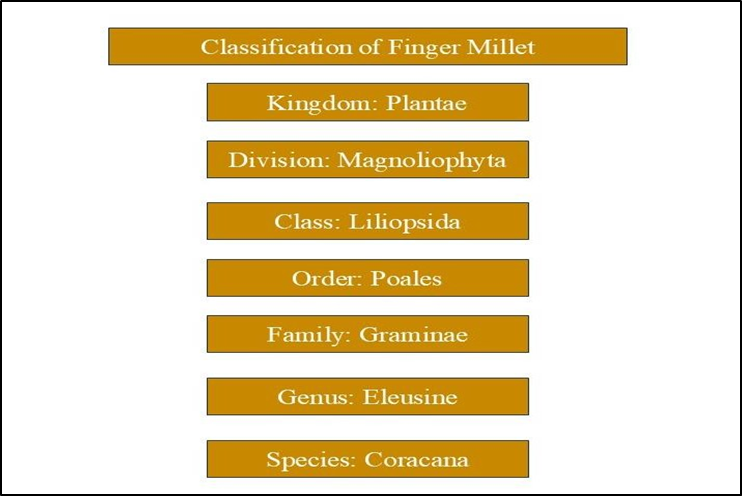 Classification of Finger Millet
Kingdom: Plantae
Division: Magnoliophyta
Class: Liliopsida
Order: Poales
Family: Graminae
Genus: Eleusine
Species: Coracana